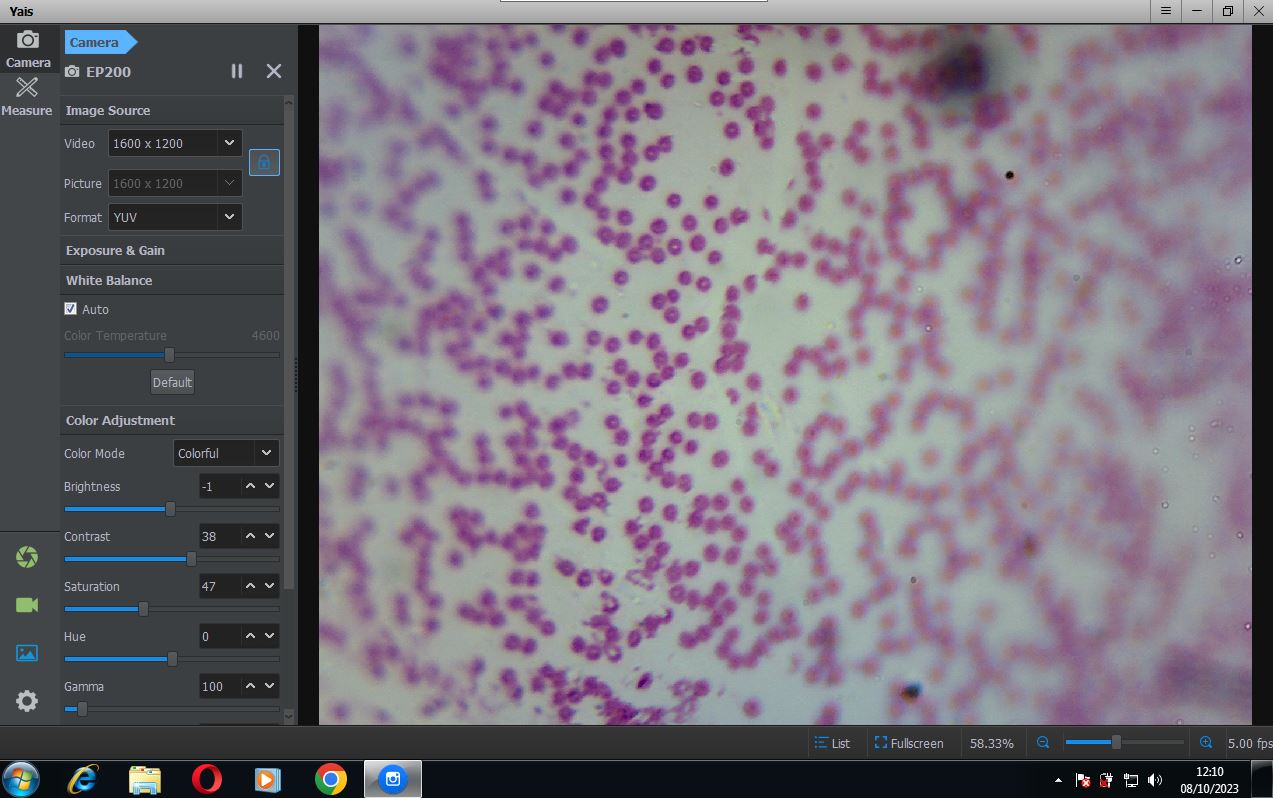 Yais
Camera
Camera
EP200
Measure
Image Source
Video 1600 x 1200
Picture 1600 x 1200
Format YUV
Exposure & Gain
White Balance
Auto
Color Temperature 4600
Default
Color Adjustment
Color Mode Colorful
Brightness -1
Contrast 38
Saturation 47
Hue 0
Gamma 100
List Fullscreen 58.33% 5.00 fps
12:10
08/10/2023